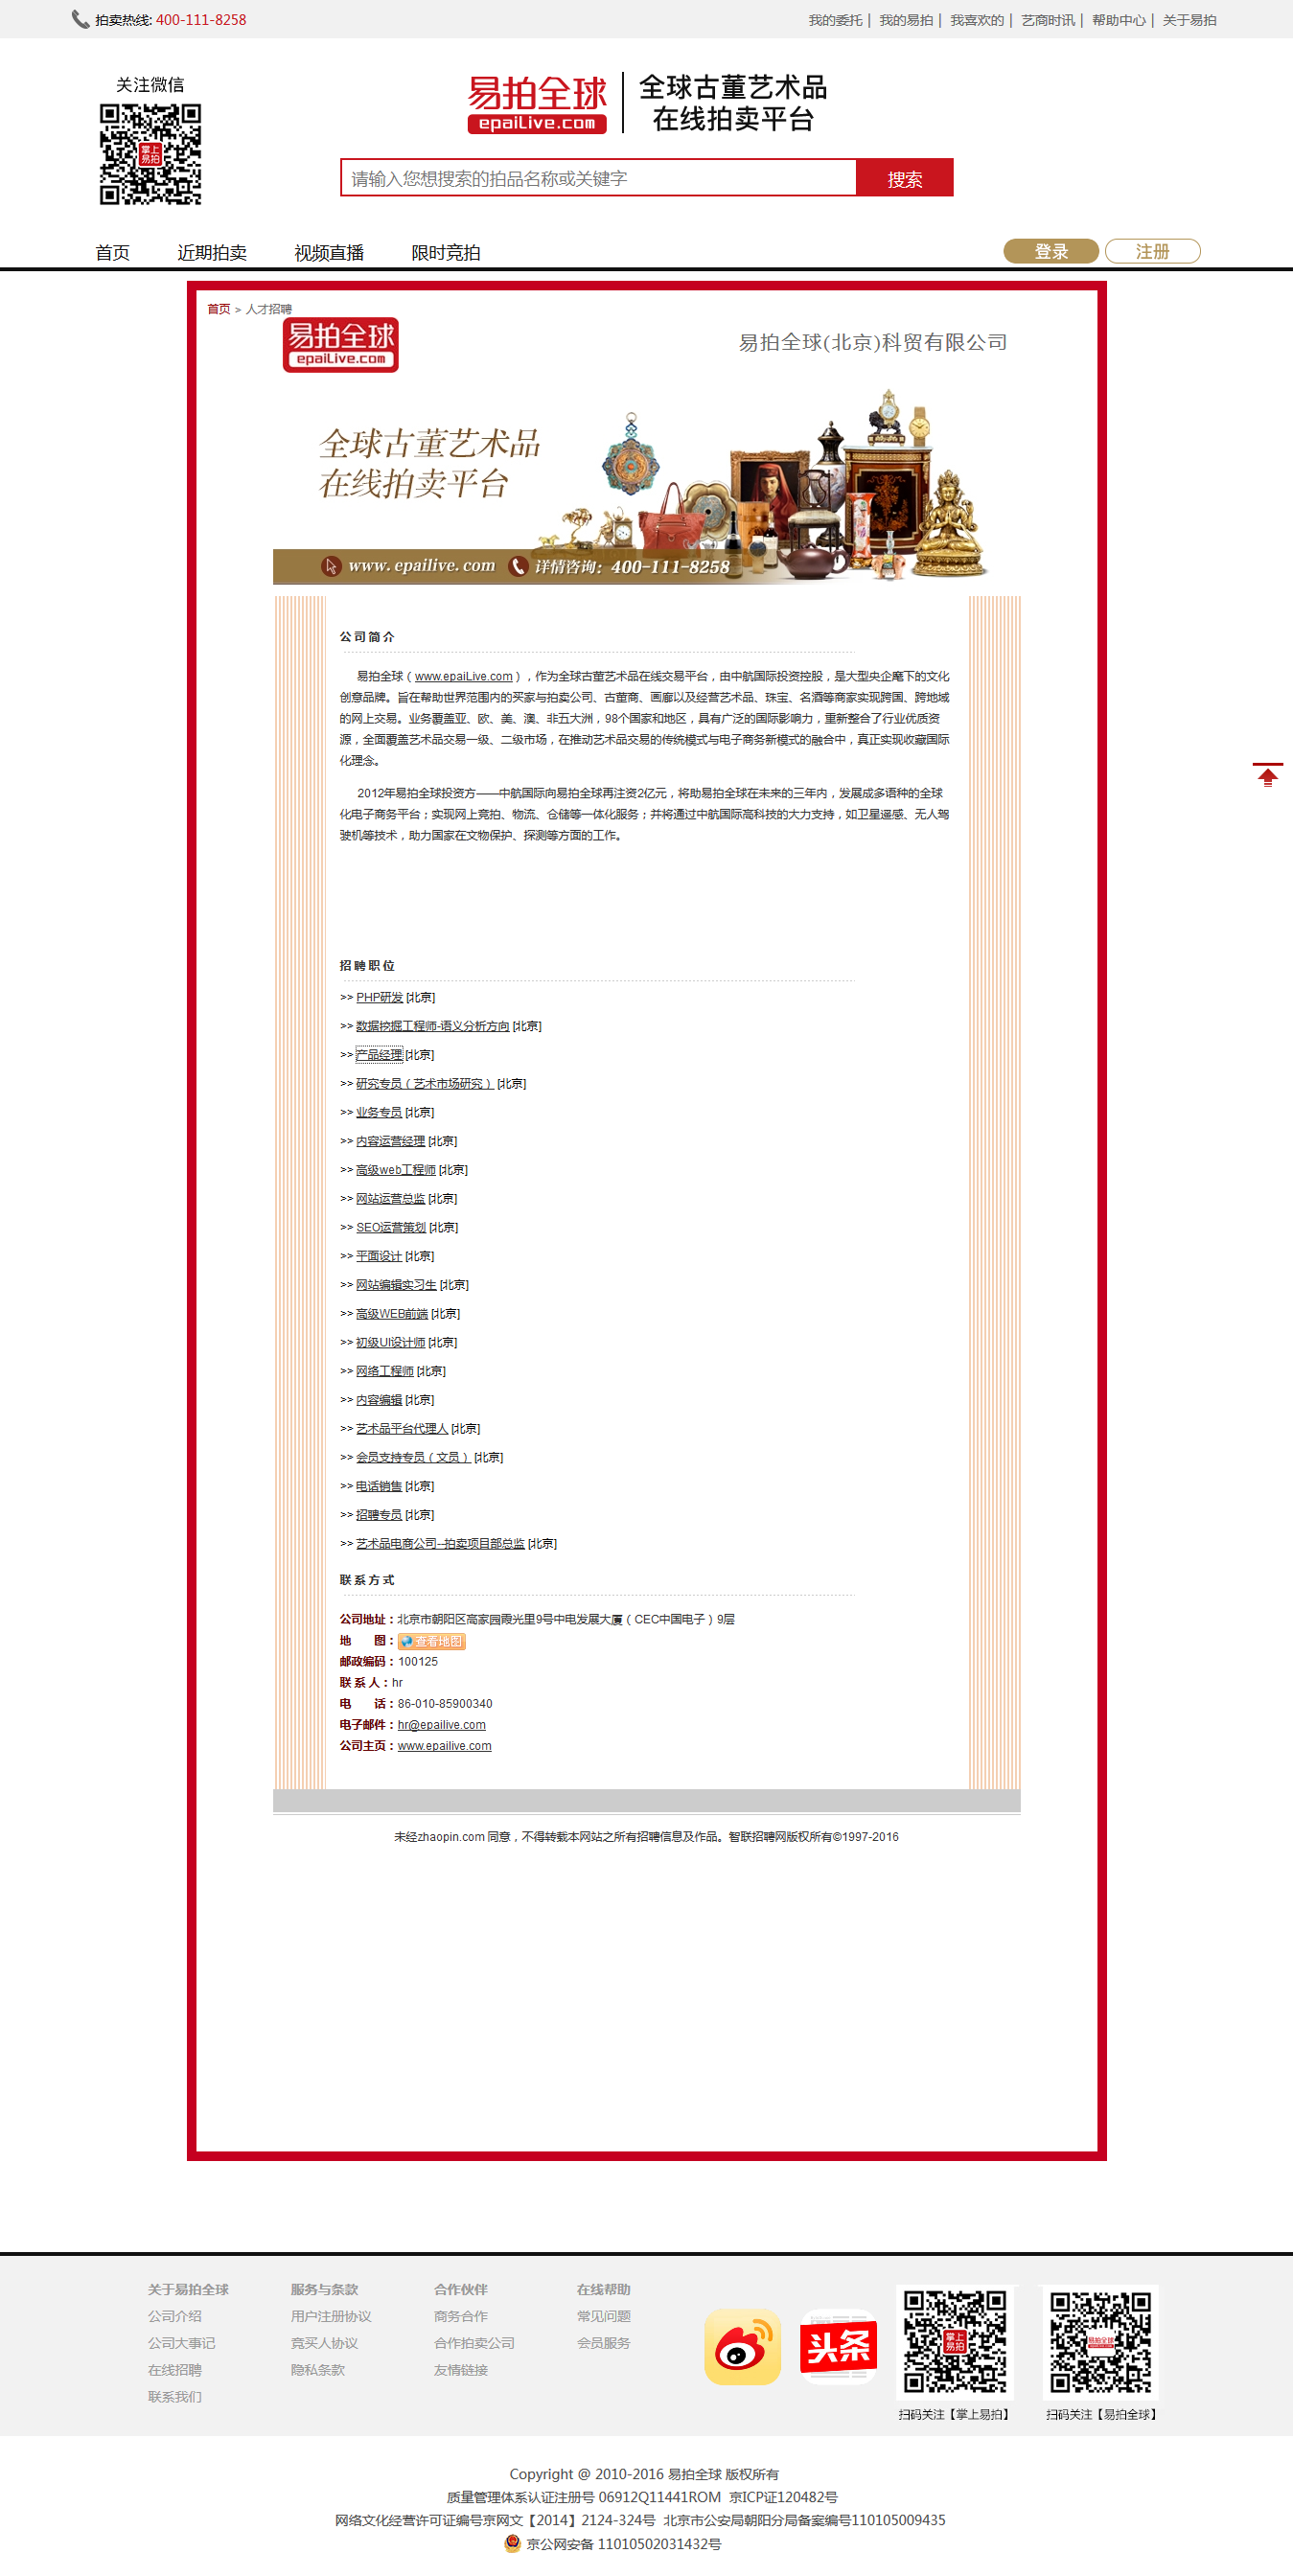 拍卖热线: 400-111-8258
我的委托 | 我的易拍 | 我喜欢的 | 艺商时讯 | 帮助中心 | 关于易拍
关注微信
掌上
易拍
易拍全球
epaiLive.com
全球古董艺术品
在线拍卖平台
请输入您想搜索的拍品名称或关键字
搜索
首页 近期拍卖 视频直播 限时竞拍
登录 注册
首页 > 人才招聘
易拍全球
epaiLive.com
易拍全球(北京)科贸有限公司
全球古董艺术品
在线拍卖平台
www.epailive.com 详情咨询：400-111-8258
公司简介
易拍全球（www.epaiLive.com），作为全球古董艺术品在线交易平台，由中航国际投资控股，是大型央企麾下的文化
创意品牌。旨在帮助世界范围内的买家与拍卖公司、古董商、画廊以及经营艺术品、珠宝、名酒等商家实现跨国、跨地域
的网上交易。业务覆盖亚、欧、美、澳、非五大洲，98个国家和地区，具有广泛的国际影响力，重新整合了行业优质资
源，全面覆盖艺术品交易一级、二级市场，在推动艺术品交易的传统模式与电子商务新模式的融合中，真正实现收藏国际
化理念。
2012年易拍全球投资方——中航国际向易拍全球再注资2亿元，将助易拍全球在未来的三年内，发展成多语种的全球
化电子商务平台；实现网上竞拍、物流、仓储等一体化服务；并将通过中航国际高科技的大力支持，如卫星遥感、无人驾
驶机等技术，助力国家在文物保护、探测等方面的工作。
招聘职位
>> PHP研发 [北京]
>> 数据挖掘工程师-语义分析方向 [北京]
>> 产品经理 [北京]
>> 研究专员（艺术市场研究） [北京]
>> 业务专员 [北京]
>> 内容运营经理 [北京]
>> 高级web工程师 [北京]
>> 网站运营总监 [北京]
>> SEO运营策划 [北京]
>> 平面设计 [北京]
>> 网站编辑实习生 [北京]
>> 高级WEB前端 [北京]
>> 初级UI设计师 [北京]
>> 网络工程师 [北京]
>> 内容编辑 [北京]
>> 艺术品平台代理人 [北京]
>> 会员支持专员（文员） [北京]
>> 电话销售 [北京]
>> 招聘专员 [北京]
>> 艺术品电商公司--拍卖项目部总监 [北京]
联系方式
公司地址：北京市朝阳区高家园霞光里9号中电发展大厦（CEC中国电子）9层
地 图：查看地图
邮政编码：100125
联 系 人：hr
电 话：86-010-85900340
电子邮件：hr@epailive.com
公司主页：www.epailive.com
未经zhaopin.com 同意，不得转载本网站之所有招聘信息及作品。智联招聘网版权所有©1997-2016
关于易拍全球 服务与条款 合作伙伴 在线帮助
公司介绍 用户注册协议 商务合作 常见问题
公司大事记 竞买人协议 合作拍卖公司 会员服务
在线招聘 隐私条款 友情链接
联系我们
头条
掌上
易拍
易拍全球
扫码关注【掌上易拍】 扫码关注【易拍全球】
Copyright @ 2010-2016 易拍全球 版权所有
质量管理体系认证注册号 06912Q11441ROM 京ICP证120482号
网络文化经营许可证编号京网文【2014】2124-324号 北京市公安局朝阳分局备案编号110105009435
京公网安备 11010502031432号